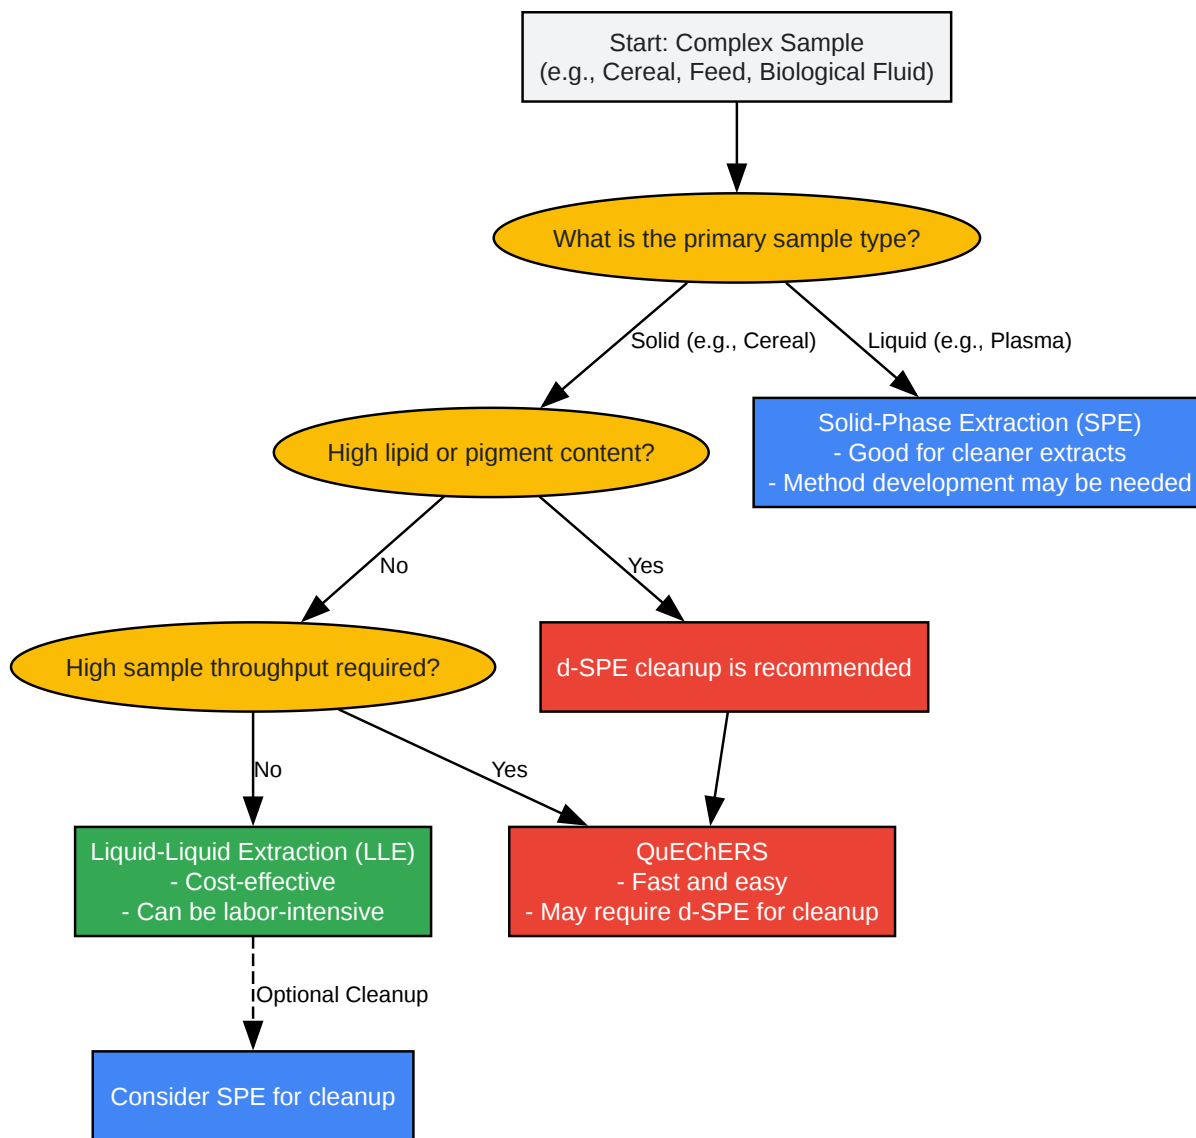 Start: Complex Sample
(e.g., Cereal, Feed, Biological Fluid)
What is the primary sample type?
Solid (e.g., Cereal)
Liquid (e.g., Plasma)
High lipid or pigment content?
Solid-Phase Extraction (SPE)
- Good for cleaner extracts
- Method development may be needed
No
Yes
High sample throughput required?
d-SPE cleanup is recommended
No
Yes
Liquid-Liquid Extraction (LLE)
- Cost-effective
- Can be labor-intensive
QuEChERS
- Fast and easy
- May require d-SPE for cleanup
Optional Cleanup
Consider SPE for cleanup